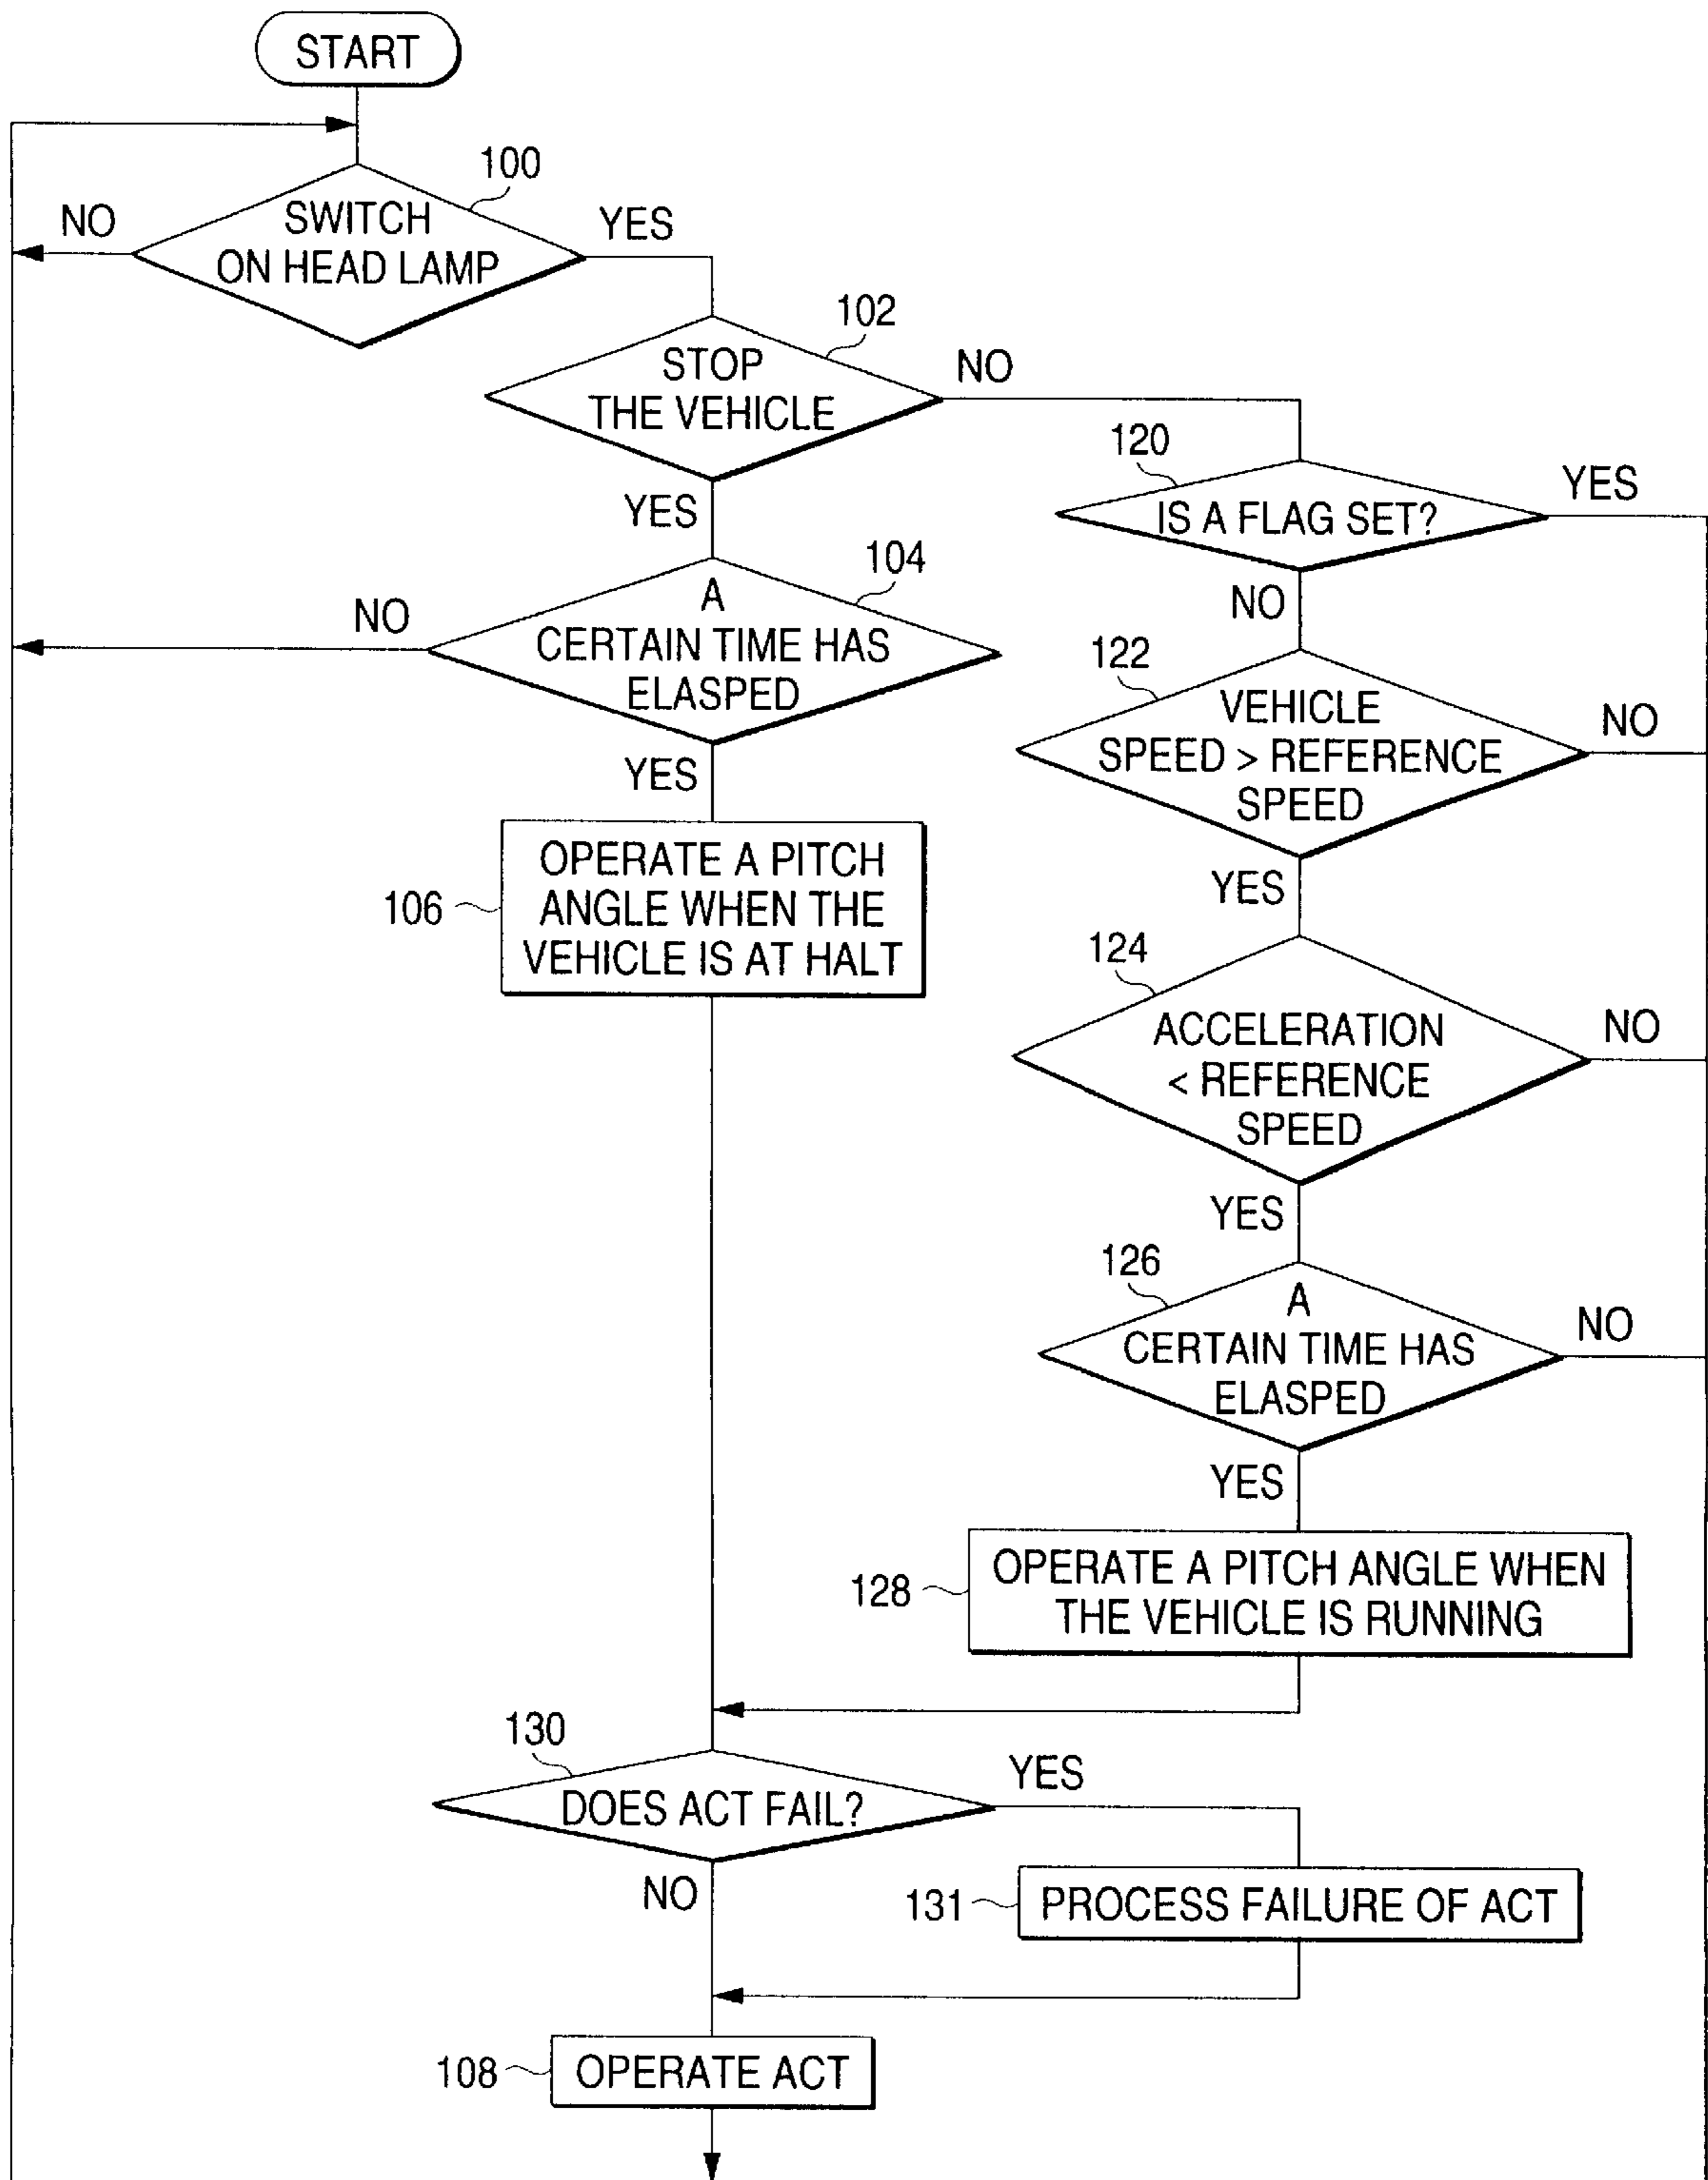 START
100
SWITCH
ON HEAD LAMP
NO
YES
102
STOP
THE VEHICLE
NO
YES
120
IS A FLAG SET?
YES
NO
104
A
CERTAIN TIME HAS
ELASPED
NO
YES
122
VEHICLE
SPEED > REFERENCE
SPEED
NO
YES
106
OPERATE A PITCH
ANGLE WHEN THE
VEHICLE IS AT HALT
124
ACCELERATION
< REFERENCE
SPEED
NO
YES
126
A
CERTAIN TIME HAS
ELASPED
NO
YES
128
OPERATE A PITCH ANGLE WHEN
THE VEHICLE IS RUNNING
130
DOES ACT FAIL?
YES
NO
131
PROCESS FAILURE OF ACT
108
OPERATE ACT